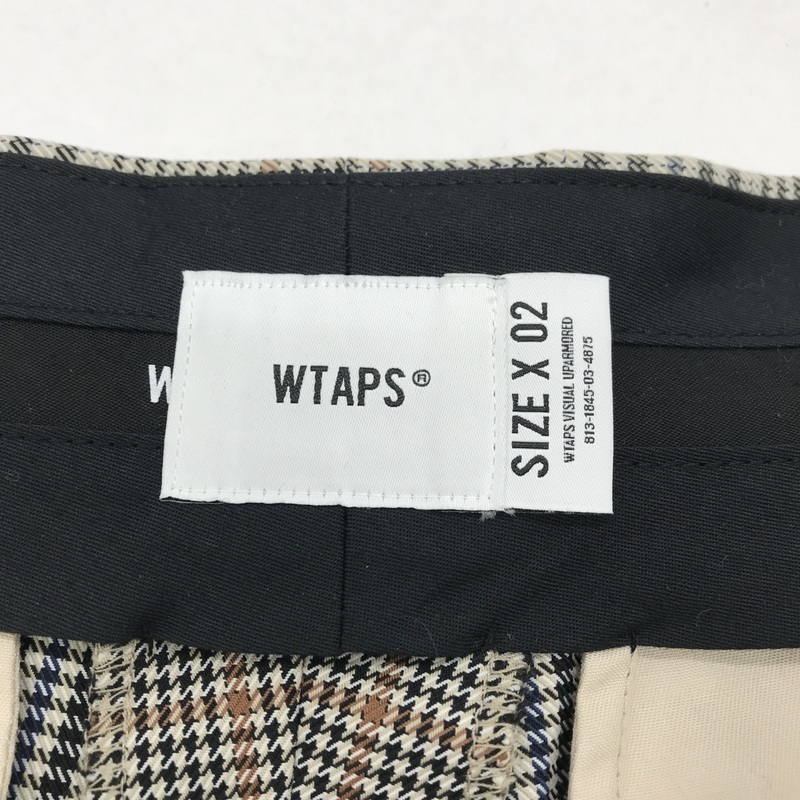 W
WTAPS®
SIZE X 02
WTAPS VISUAL UPARMORED
813-1845-03-4875